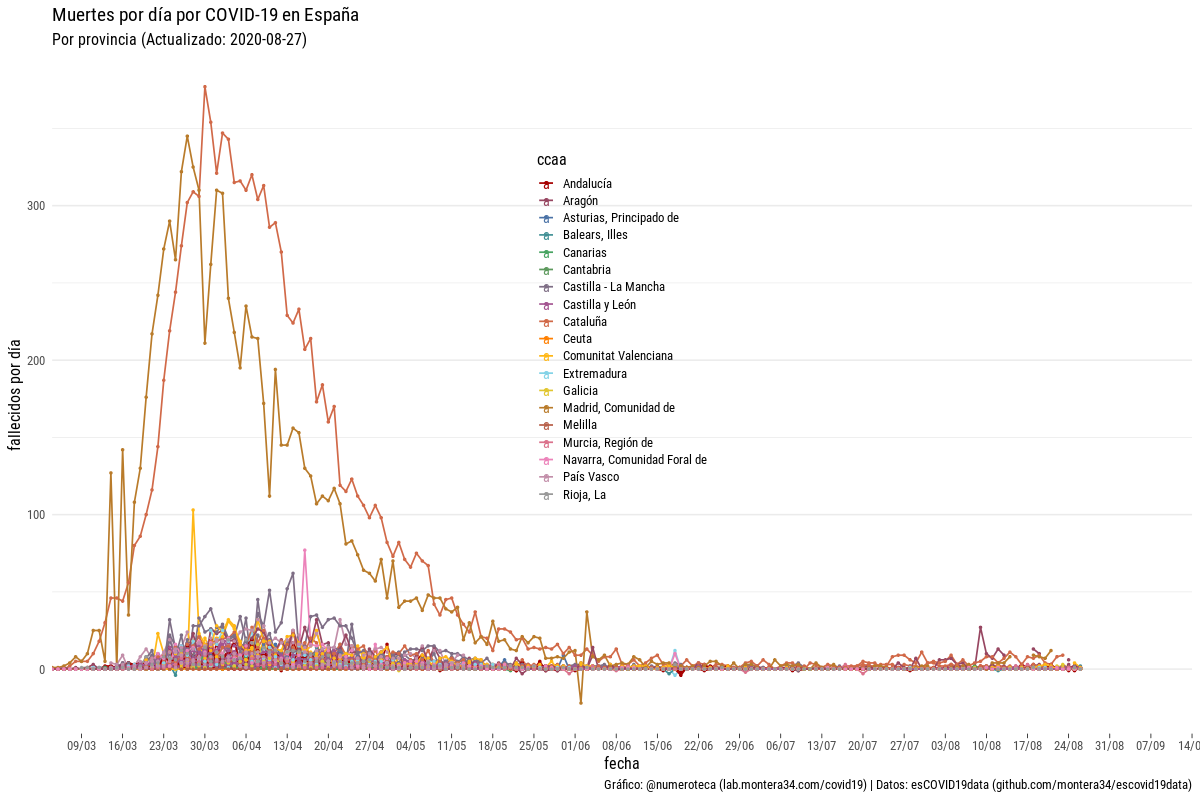 Muertes por día por COVID-19 en España
Por provincia (Actualizado: 2020-08-27)
fallecidos por día
300
200
100
0
ccaa
Andalucía
Aragón
Asturias, Principado de
Balears, Illes
Canarias
Cantabria
Castilla - La Mancha
Castilla y León
Cataluña
Ceuta
Comunitat Valenciana
Extremadura
Galicia
Madrid, Comunidad de
Melilla
Murcia, Región de
Navarra, Comunidad Foral de
País Vasco
Rioja, La
09/03 16/03 23/03 30/03 06/04 13/04 20/04 27/04 04/05 11/05 18/05 25/05 01/06 08/06 15/06 22/06 29/06 06/07 13/07 20/07 27/07 03/08 10/08 17/08 24/08 31/08 07/09 14/0
fecha
Gráfico: @numeroteca (lab.montera34.com/covid19) | Datos: esCOVID19data (github.com/montera34/escovid19data)